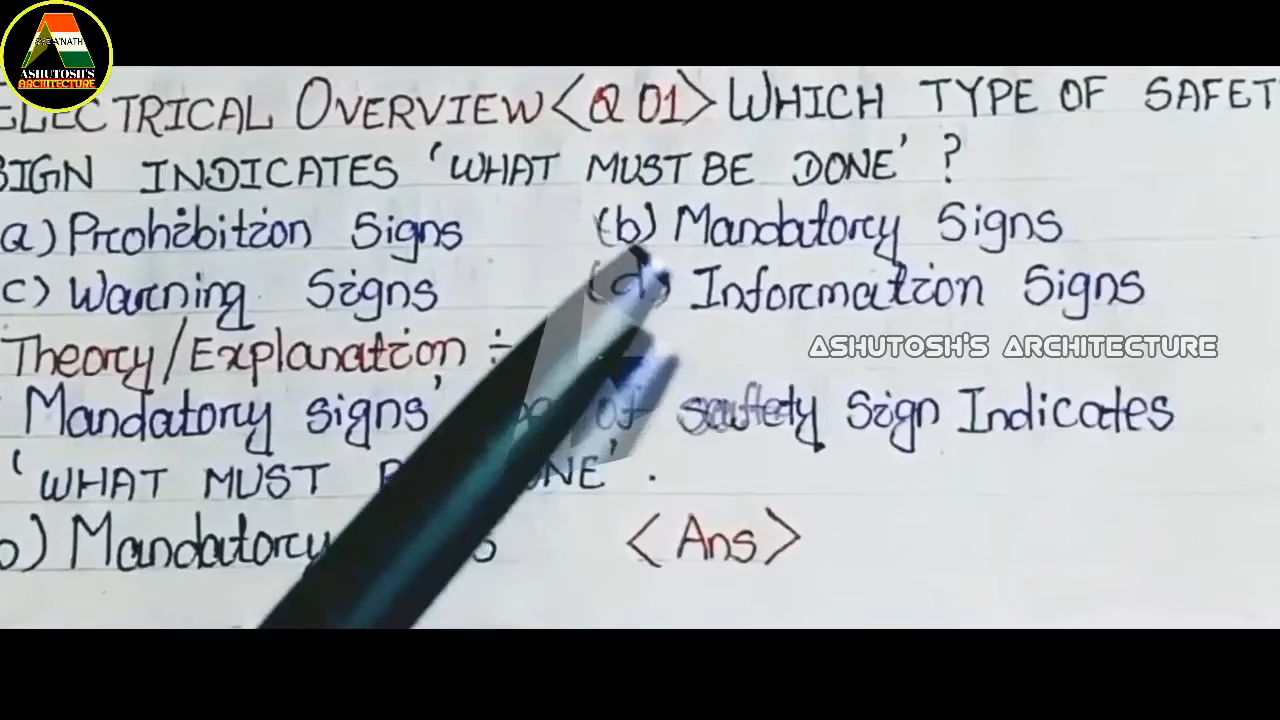 ASHUTOSH'S
ARCHITECTURE
ELECTRICAL OVERVIEW <Q 01> WHICH TYPE OF SAFET
SIGN INDICATES 'WHAT MUST BE DONE' ?
(a) Prohibition Signs (b) Mandatory Signs
(c) Warning Signs (d) Information Signs
Theory/Explanation ÷
ASHUTOSH'S ARCHITECTURE
Mandatory signs' of safety Sign Indicates
'WHAT MUST
b) Mandatory <Ans>